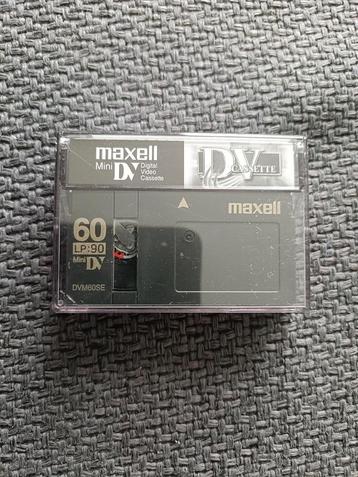 maxell
Mini DV Digital Video Cassette
DV CASSETTE
maxell
60
LP:90
Mini DV
DVM60SE